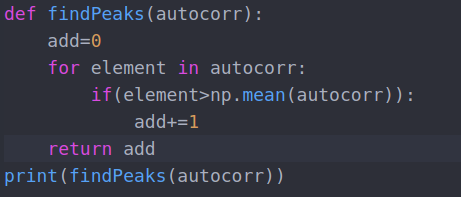 def findPeaks(autocorr):
    add=0
    for element in autocorr:
        if(element>np.mean(autocorr)):
            add+=1
    return add
print(findPeaks(autocorr))